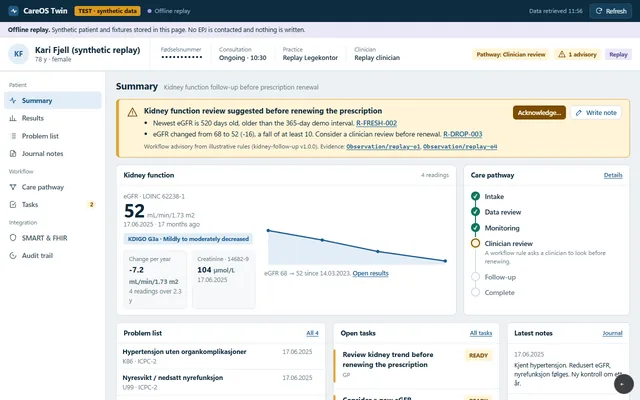 CareOS Twin
TEST · synthetic data
Offline replay
Data retrieved 11:56
Refresh
Offline replay. Synthetic patient and fixtures stored in this page. No EPJ is contacted and nothing is written.
KF
Kari Fjell (synthetic replay)
78 y · female
Fødselsnummer
•••••••••••
Consultation
Ongoing · 10:30
Practice
Replay Legekontor
Clinician
Replay clinician
Pathway: Clinician review
1 advisory
Replay
Patient
Summary
Results
Problem list
Journal notes
Workflow
Care pathway
Tasks
2
Integration
SMART & FHIR
Audit trail
Summary
Kidney function follow-up before prescription renewal
Kidney function review suggested before renewing the prescription
• Newest eGFR is 520 days old, older than the 365-day demo interval. R-FRESH-002
• eGFR changed from 68 to 52 (-16), a fall of at least 10. Consider a clinician review before renewal. R-DROP-003
Workflow advisory from illustrative rules (kidney-follow-up v1.0.0). Evidence: Observation/replay-o1, Observation/replay-o4
Acknowledge...
Write note
Kidney function
4 readings
eGFR · LOINC 62238-1
52 mL/min/1.73 m2
17.06.2025 · 17 months ago
KDIGO G3a · Mildly to moderately decreased
Change per year
-7.2
mL/min/1.73 m2
4 readings over 2.3
y
Creatinine · 14682-9
104 µmol/L
17.06.2025
eGFR 68 → 52 since 14.03.2023. Open results
Care pathway
Details
Intake
Data review
Monitoring
Clinician review
A workflow rule asks a clinician to look before
renewing.
Follow-up
Complete
Problem list
All 4
Hypertensjon uten organkomplikasjoner
17.06.2025
K86 · ICPC-2
Nyresvikt / nedsatt nyrefunksjon
17.06.2025
U99 · ICPC-2
Open tasks
All tasks
Review kidney trend before
renewing the prescription
READY
GP
Consider a new eGFR
READY
Latest notes
Journal
17.06.2025
Kjent hypertensjon. Redusert eGFR,
nyrefunksjon følges. Ny kontroll om ett
år.